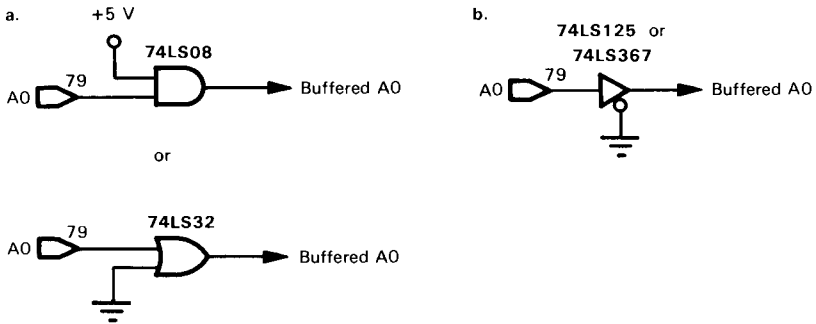 a.
+5 V
74LS08
79
A0
Buffered A0
or
74LS32
79
A0
Buffered A0
b.
74LS125 or
74LS367
79
A0
Buffered A0